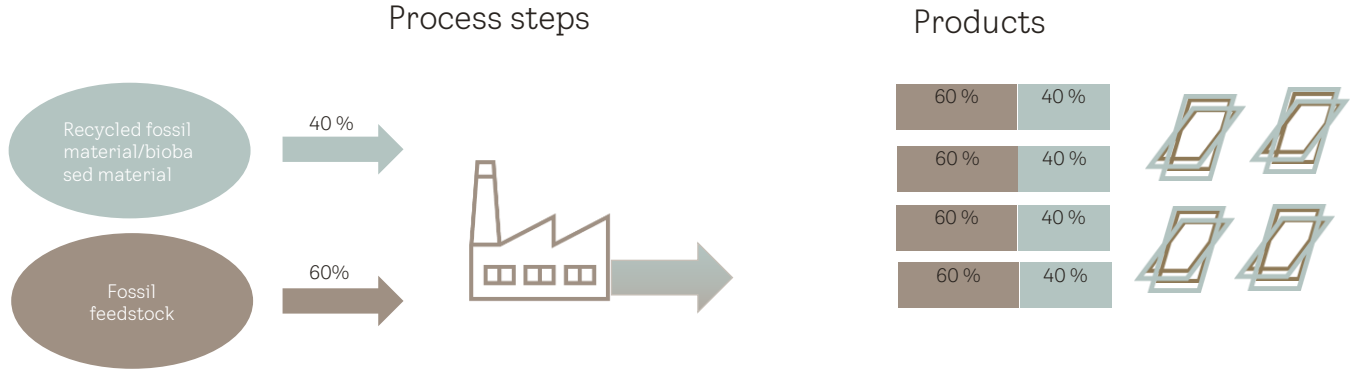 Process steps
Products
Recycled fossil
material/bioba
sed material
40 %
Fossil
feedstock
60%
60 % 40 %
60 % 40 %
60 % 40 %
60 % 40 %